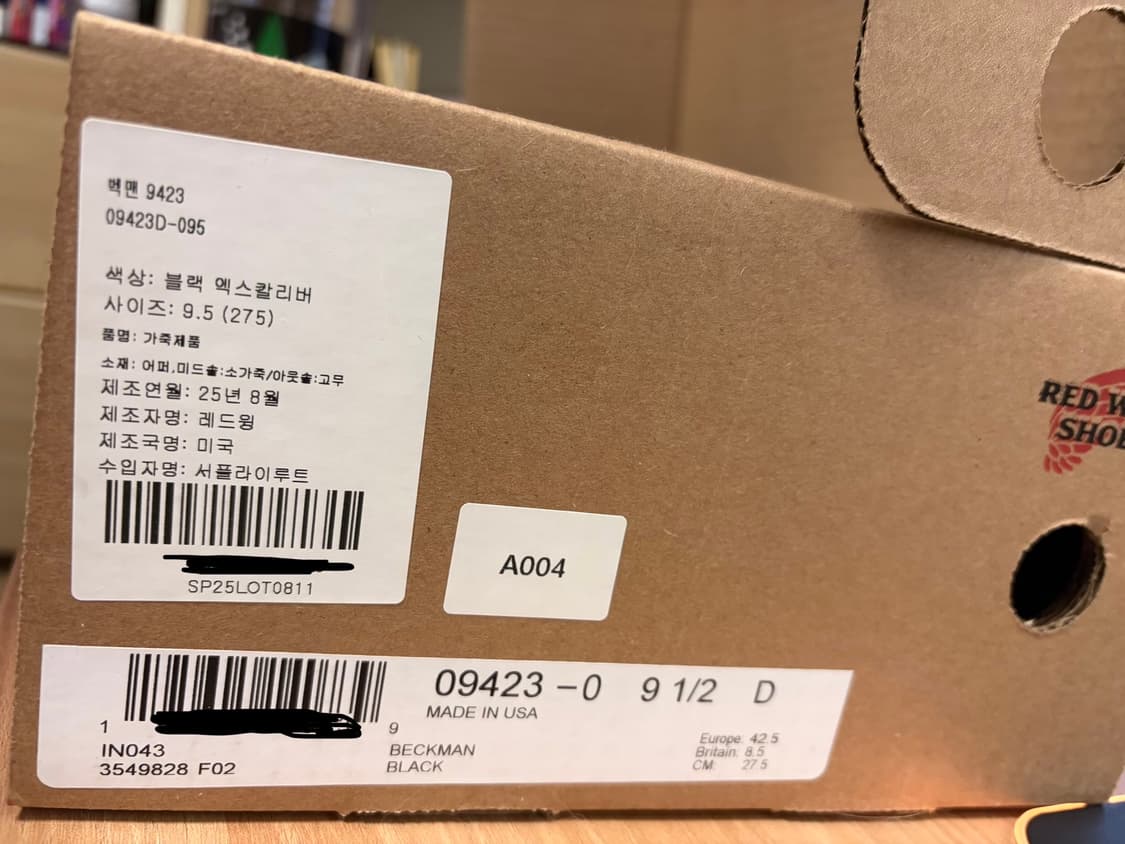 벡맨 9423
09423D-095
색상: 블랙 엑스칼리버
사이즈: 9.5 (275)
품명: 가죽제품
소재: 어퍼,미드솔:소가죽/아웃솔:고무
제조연월: 25년 8월
제조자명: 레드윙
제조국명: 미국
수입자명: 서플라이루트
SP25LOT0811
A004
RED W
SHOE
09423 -0 9 1/2 D
MADE IN USA
1 9
IN043
3549828 F02
BECKMAN
BLACK
Europe: 42.5
Britain: 8.5
CM: 27.5